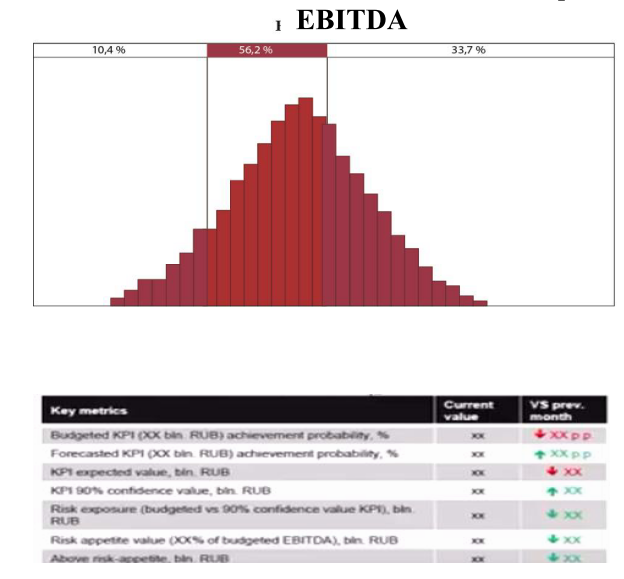 EBITDA
10,4 % 56,2 % 33,7 %
Key metrics Current value VS prev. month
Budgeted KPI (XX bln. RUB) achievement probability, % xx XX p.p.
Forecasted KPI (XX bln. RUB) achievement probability, % xx XX p.p.
KPI expected value, bln. RUB xx XX
KPI 90% confidence value, bln. RUB xx XX
Risk exposure (budgeted vs 90% confidence value KPI), bln.
RUB xx XX
Risk appetite value (XX% of budgeted EBITDA), bln. RUB xx XX
Above risk-appetite, bln. RUB xx XX